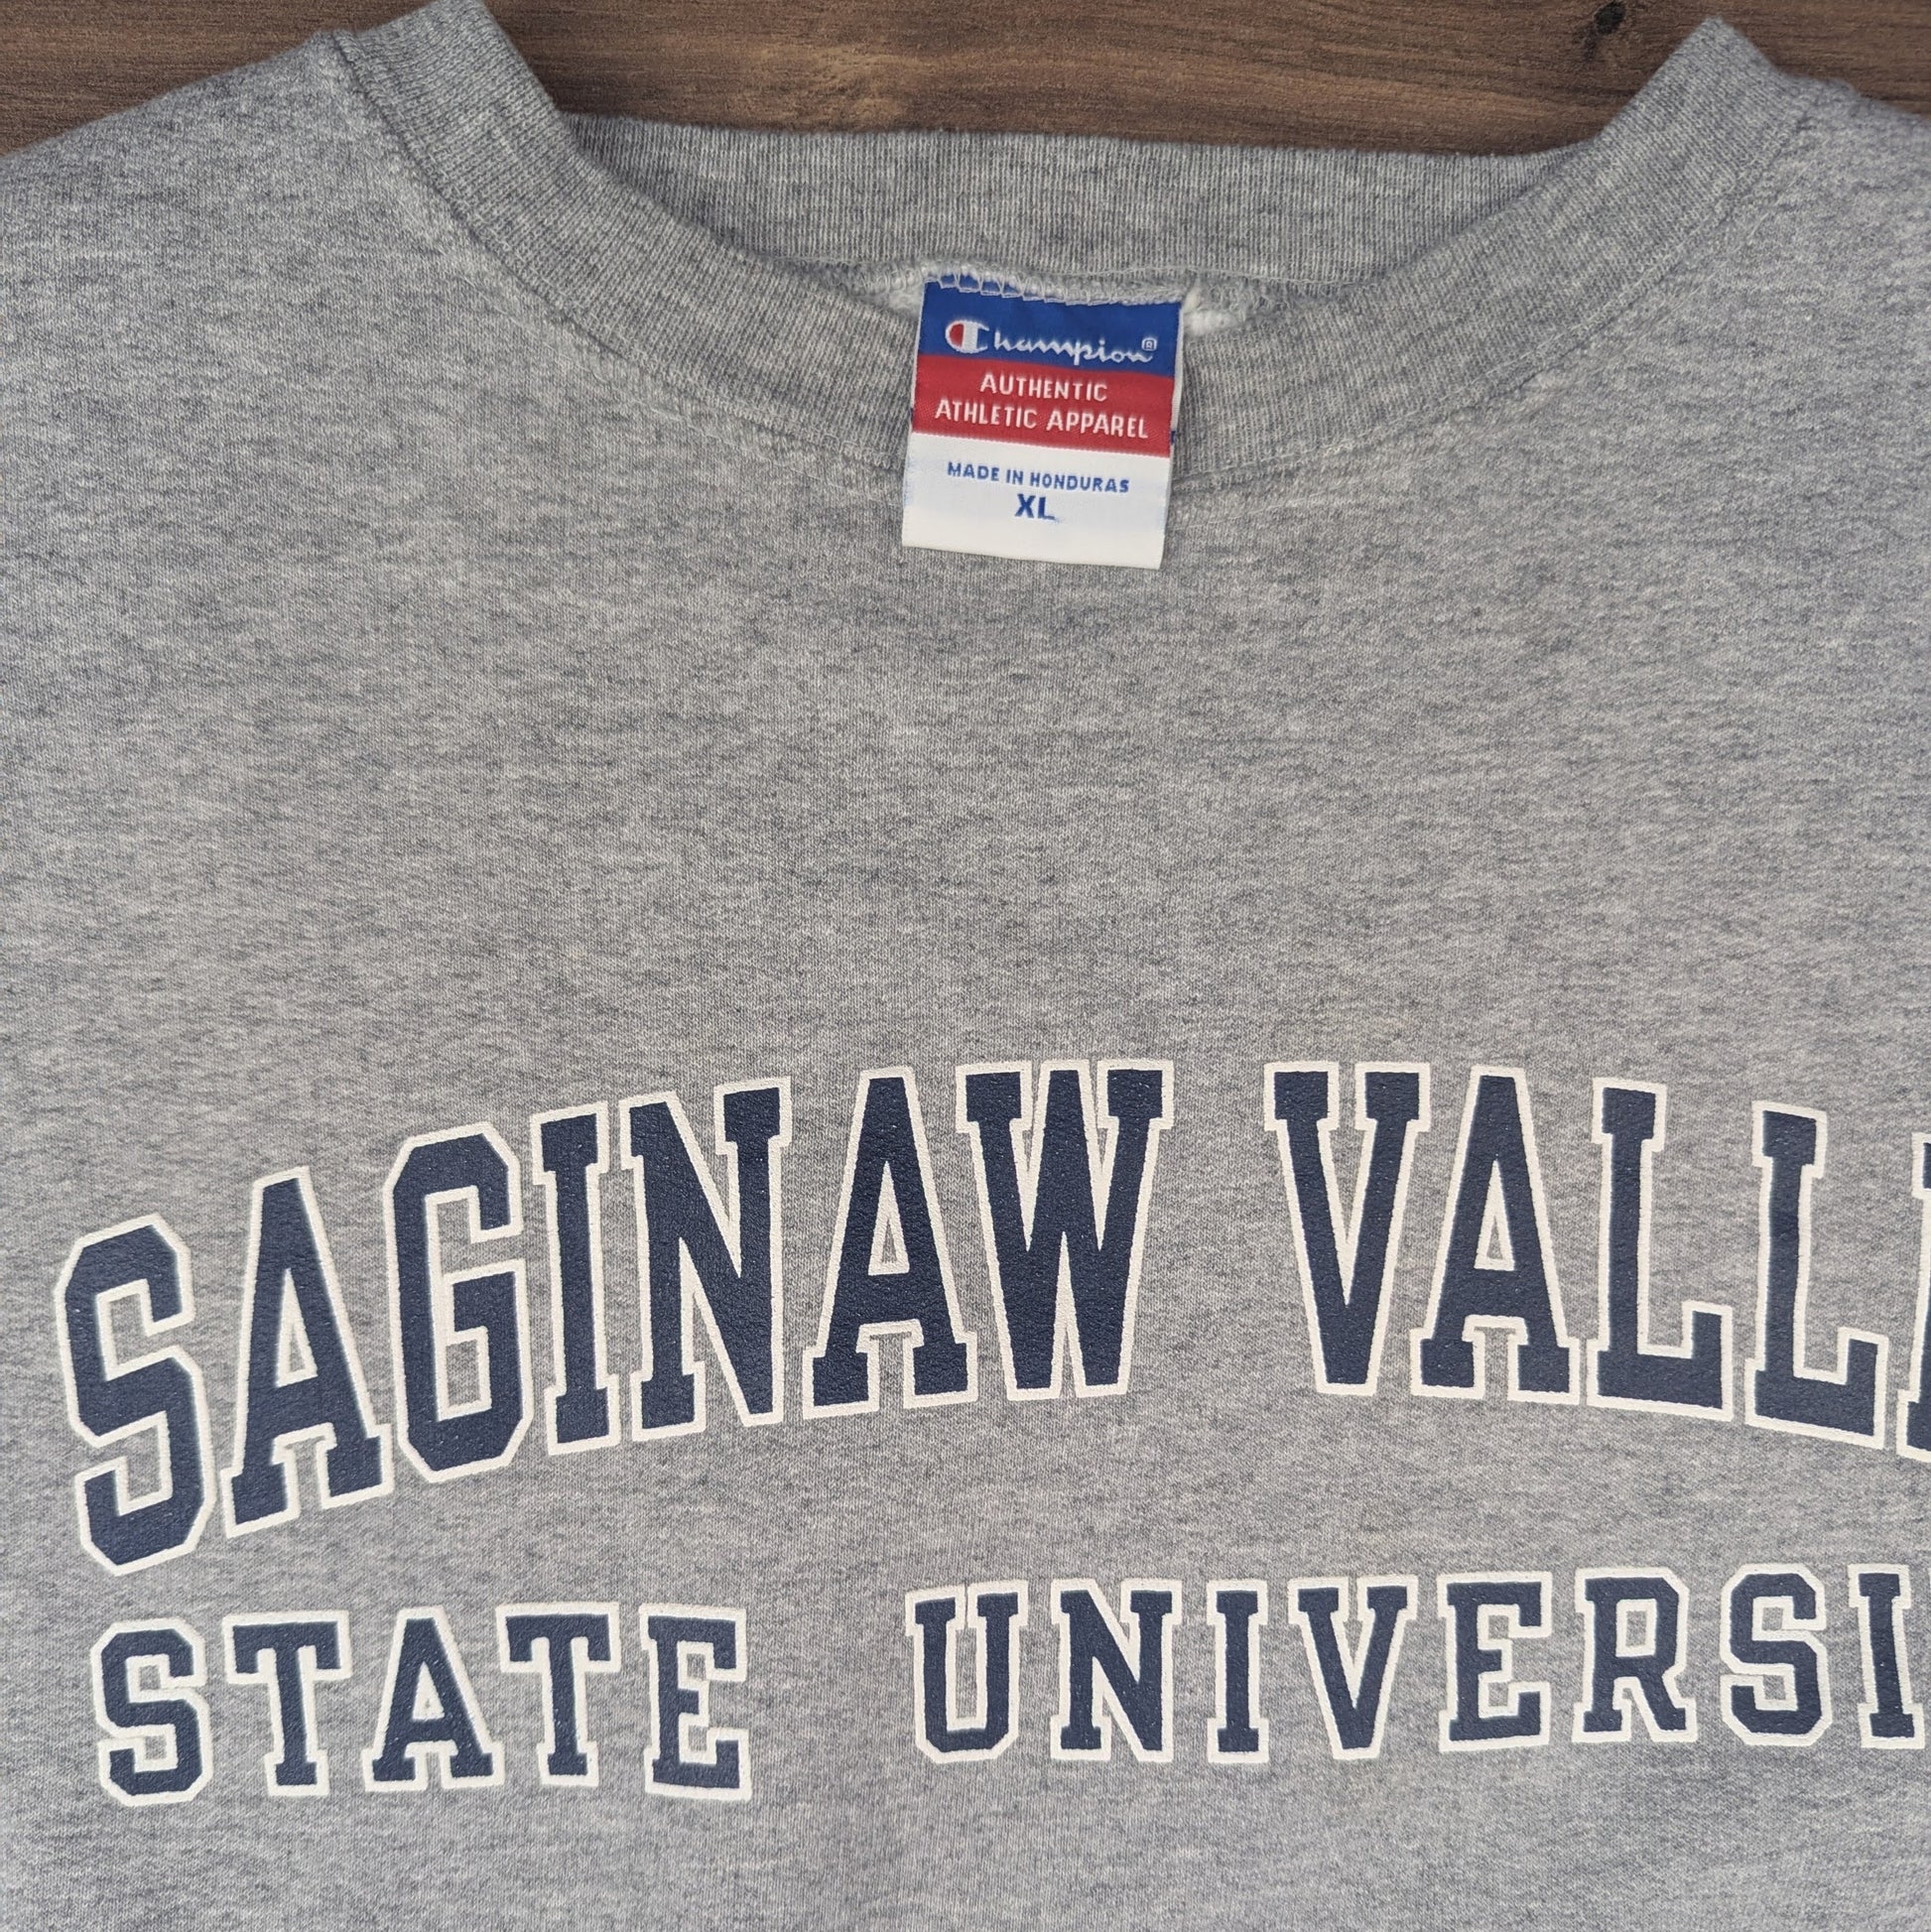 Champion®
AUTHENTIC
ATHLETIC APPAREL
MADE IN HONDURAS
XL
SAGINAW VALL
STATE UNIVERSI